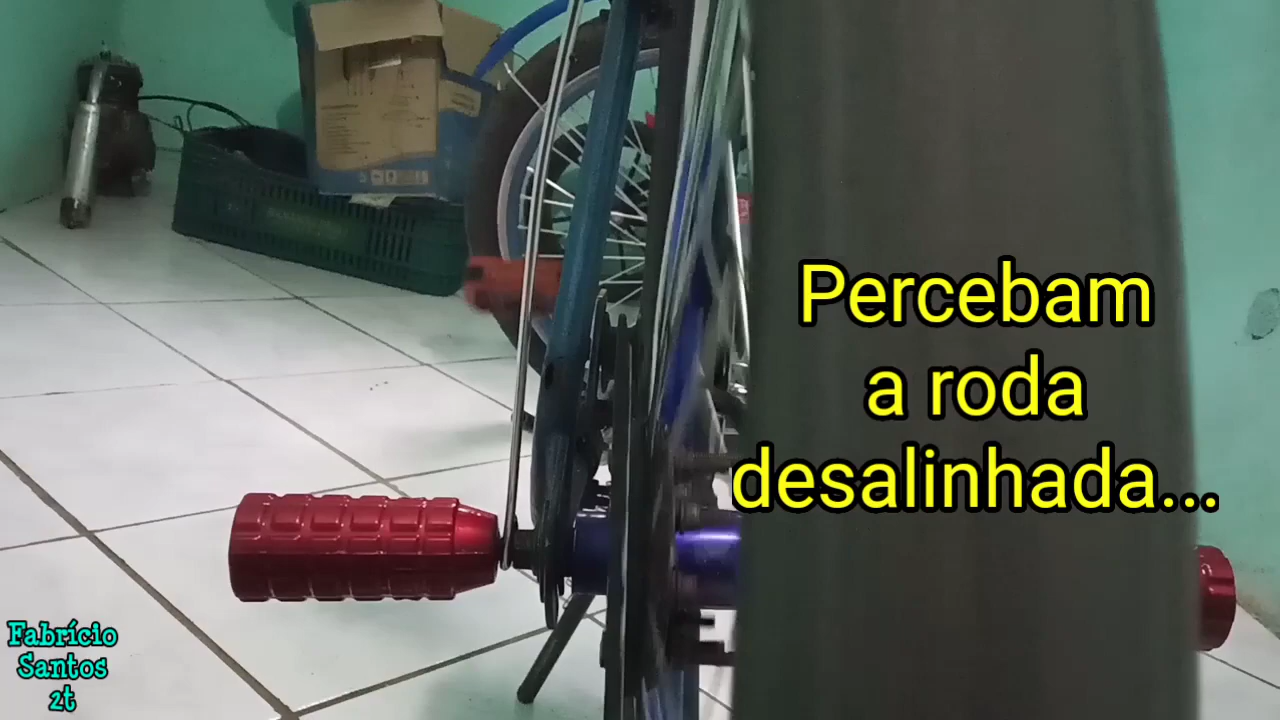 Percebam
a roda
desalinhada...
Fabrício
Santos
2t